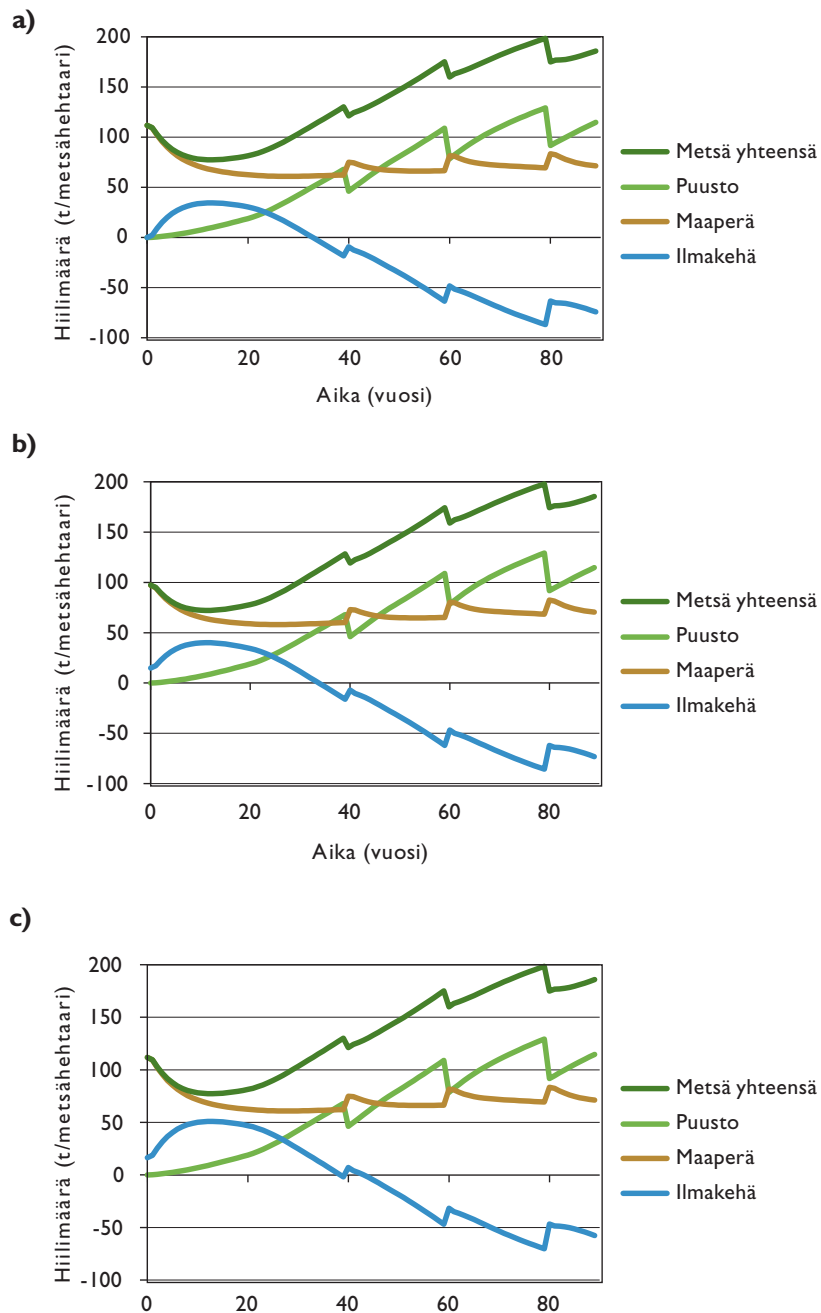 a)
Hiilimäärä (t/metsähehtaari)
200
150
100
50
0
-50
-100
0 20 40 60 80
Aika (vuosi)
Metsä yhteensä
Puusto
Maaperä
Ilmakehä
b)
Hiilimäärä (t/metsähehtaari)
200
150
100
50
0
-50
-100
0 20 40 60 80
Aika (vuosi)
Metsä yhteensä
Puusto
Maaperä
Ilmakehä
c)
Hiilimäärä (t/metsähehtaari)
200
150
100
50
0
-50
-100
0 20 40 60 80
Metsä yhteensä
Puusto
Maaperä
Ilmakehä